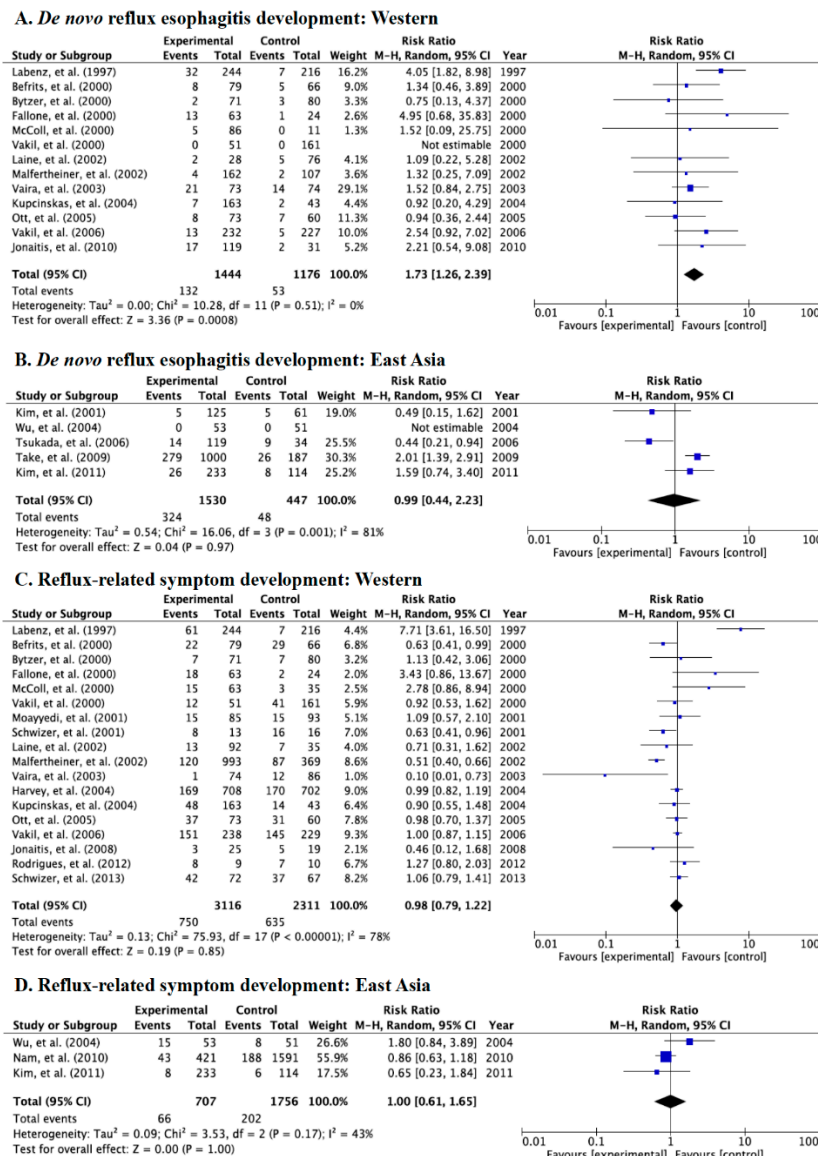 A. De novo reflux esophagitis development: Western
Experimental Control Risk Ratio Risk Ratio
Study or Subgroup Events Total Events Total Weight M-H, Random, 95% CI Year M-H, Random, 95% CI
Labenz, et al. (1997) 32 244 7 216 16.2% 4.05 [1.82, 8.98] 1997
Befrits, et al. (2000) 8 79 5 66 9.0% 1.34 [0.46, 3.89] 2000
Bytzer, et al. (2000) 2 71 3 80 3.3% 0.75 [0.13, 4.37] 2000
Fallone, et al. (2000) 13 63 1 24 2.6% 4.95 [0.68, 35.83] 2000
McColl, et al. (2000) 5 86 0 11 1.3% 1.52 [0.09, 25.75] 2000
Vakil, et al. (2000) 0 51 0 161 Not estimable 2000
Laine, et al. (2002) 2 28 5 76 4.1% 1.09 [0.22, 5.28] 2002
Malfertheiner, et al. (2002) 4 162 2 107 3.6% 1.32 [0.25, 7.09] 2002
Vaira, et al. (2003) 21 73 14 74 29.1% 1.52 [0.84, 2.75] 2003
Kupcinskas, et al. (2004) 7 163 2 43 4.4% 0.92 [0.20, 4.29] 2004
Ott, et al. (2005) 8 73 7 60 11.3% 0.94 [0.36, 2.44] 2005
Vakil, et al. (2006) 13 232 5 227 10.0% 2.54 [0.92, 7.02] 2006
Jonaitis, et al. (2010) 17 119 2 31 5.2% 2.21 [0.54, 9.08] 2010
Total (95% CI) 1444 1176 100.0% 1.73 [1.26, 2.39]
Total events 132 53
Heterogeneity: Tau² = 0.00; Chi² = 10.28, df = 11 (P = 0.51); I² = 0%
Test for overall effect: Z = 3.36 (P = 0.0008)
0.01 0.1 1 10 100
Favours [experimental] Favours [control]
B. De novo reflux esophagitis development: East Asia
Experimental Control Risk Ratio Risk Ratio
Study or Subgroup Events Total Events Total Weight M-H, Random, 95% CI Year M-H, Random, 95% CI
Kim, et al. (2001) 5 125 5 61 19.0% 0.49 [0.15, 1.62] 2001
Wu, et al. (2004) 0 53 0 51 Not estimable 2004
Tsukada, et al. (2006) 14 119 9 34 25.5% 0.44 [0.21, 0.94] 2006
Take, et al. (2009) 279 1000 26 187 30.3% 2.01 [1.39, 2.91] 2009
Kim, et al. (2011) 26 233 8 114 25.2% 1.59 [0.74, 3.40] 2011
Total (95% CI) 1530 447 100.0% 0.99 [0.44, 2.23]
Total events 324 48
Heterogeneity: Tau² = 0.54; Chi² = 16.06, df = 3 (P = 0.001); I² = 81%
Test for overall effect: Z = 0.04 (P = 0.97)
0.01 0.1 1 10 100
Favours [experimental] Favours [control]
C. Reflux-related symptom development: Western
Experimental Control Risk Ratio Risk Ratio
Study or Subgroup Events Total Events Total Weight M-H, Random, 95% CI Year M-H, Random, 95% CI
Labenz, et al. (1997) 61 244 7 216 4.4% 7.71 [3.61, 16.50] 1997
Befrits, et al. (2000) 22 79 29 66 6.8% 0.63 [0.41, 0.99] 2000
Bytzer, et al. (2000) 7 71 7 80 3.2% 1.13 [0.42, 3.06] 2000
Fallone, et al. (2000) 18 63 2 24 2.0% 3.43 [0.86, 13.67] 2000
McColl, et al. (2000) 15 63 3 35 2.5% 2.78 [0.86, 8.94] 2000
Vakil, et al. (2000) 12 51 41 161 6.0% 0.92 [0.53, 1.62] 2000
Moayyedi, et al. (2001) 15 85 15 93 5.1% 1.09 [0.57, 2.10] 2001
Schwizer, et al. (2001) 8 13 16 16 7.0% 0.63 [0.41, 0.96] 2001
Laine, et al. (2002) 13 92 7 35 4.1% 0.71 [0.31, 1.62] 2002
Malfertheiner, et al. (2002) 120 993 87 369 8.6% 0.51 [0.40, 0.66] 2002
Vaira, et al. (2003) 1 74 12 86 1.1% 0.10 [0.01, 0.73] 2003
Harvey, et al. (2004) 169 708 170 702 9.0% 0.99 [0.82, 1.19] 2004
Kupcinskas, et al. (2004) 48 163 14 43 6.4% 0.90 [0.55, 1.48] 2004
Ott, et al. (2005) 37 73 31 60 7.9% 0.98 [0.70, 1.37] 2005
Vakil, et al. (2006) 151 238 145 229 9.2% 1.00 [0.87, 1.15] 2006
Jonaitis, et al. (2008) 3 25 5 19 2.1% 0.46 [0.12, 1.68] 2008
Rodrigues, et al. (2012) 8 9 7 10 6.6% 1.27 [0.80, 2.03] 2012
Schwizer, et al. (2013) 42 72 37 67 8.2% 1.06 [0.79, 1.41] 2013
Total (95% CI) 3116 2311 100.0% 0.98 [0.79, 1.22]
Total events 750 635
Heterogeneity: Tau² = 0.13; Chi² = 75.93, df = 17 (P < 0.00001); I² = 78%
Test for overall effect: Z = 0.19 (P = 0.85)
0.01 0.1 1 10 100
Favours [experimental] Favours [control]
D. Reflux-related symptom development: East Asia
Experimental Control Risk Ratio Risk Ratio
Study or Subgroup Events Total Events Total Weight M-H, Random, 95% CI Year M-H, Random, 95% CI
Wu, et al. (2004) 15 53 8 51 26.6% 1.80 [0.84, 3.89] 2004
Nam, et al. (2010) 43 421 188 1591 55.9% 0.86 [0.63, 1.18] 2010
Kim, et al. (2011) 8 233 6 114 17.5% 0.65 [0.23, 1.84] 2011
Total (95% CI) 707 1756 100.0% 1.00 [0.61, 1.65]
Total events 66 202
Heterogeneity: Tau² = 0.09; Chi² = 3.53, df = 2 (P = 0.17); I² = 43%
Test for overall effect: Z = 0.00 (P = 1.00)
0.01 0.1 1 10 100
Favours [experimental] Favours [control]